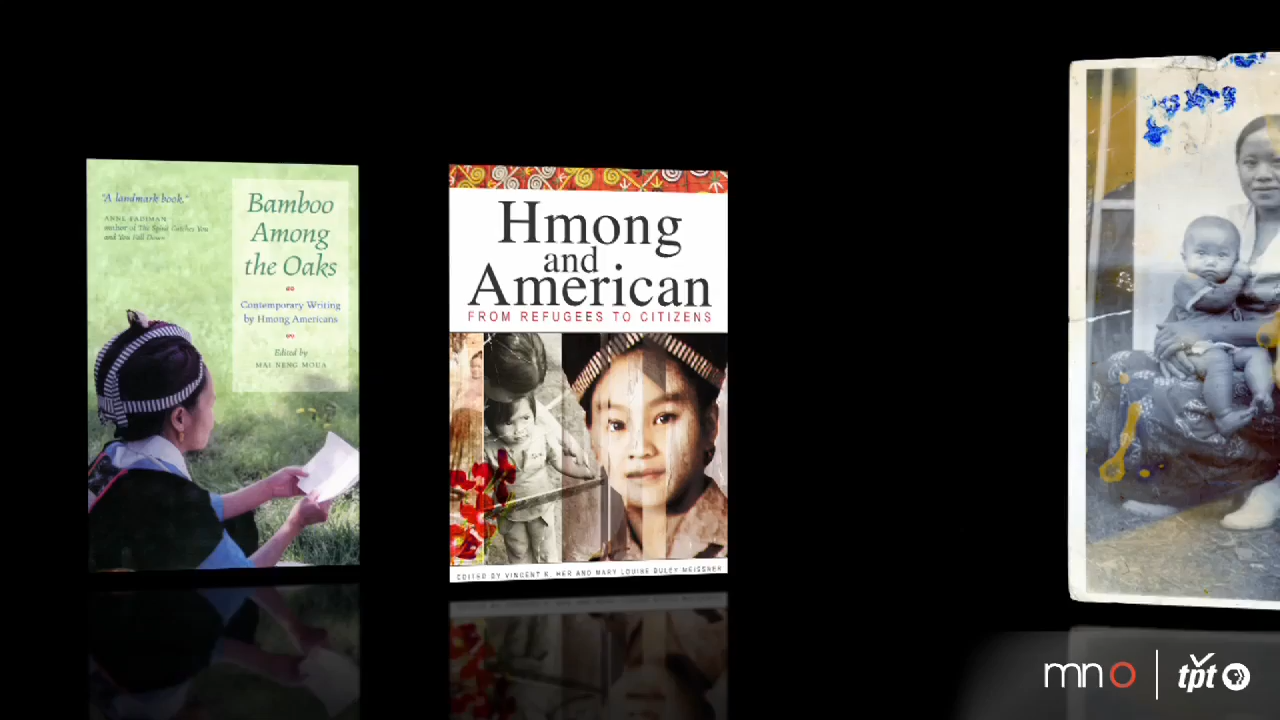 "A landmark book."
ANNE FADIMAN
author of The Spirit Catches You
and You Fall Down
Bamboo
Among
the Oaks
Contemporary Writing
by Hmong Americans
Edited by
MAI NENG MOUA
Hmong
and
American
FROM REFUGEES TO CITIZENS
EDITED BY VINCENT K. HER AND MARY LOUISE BULEY-MEISSNER
mn
tpt